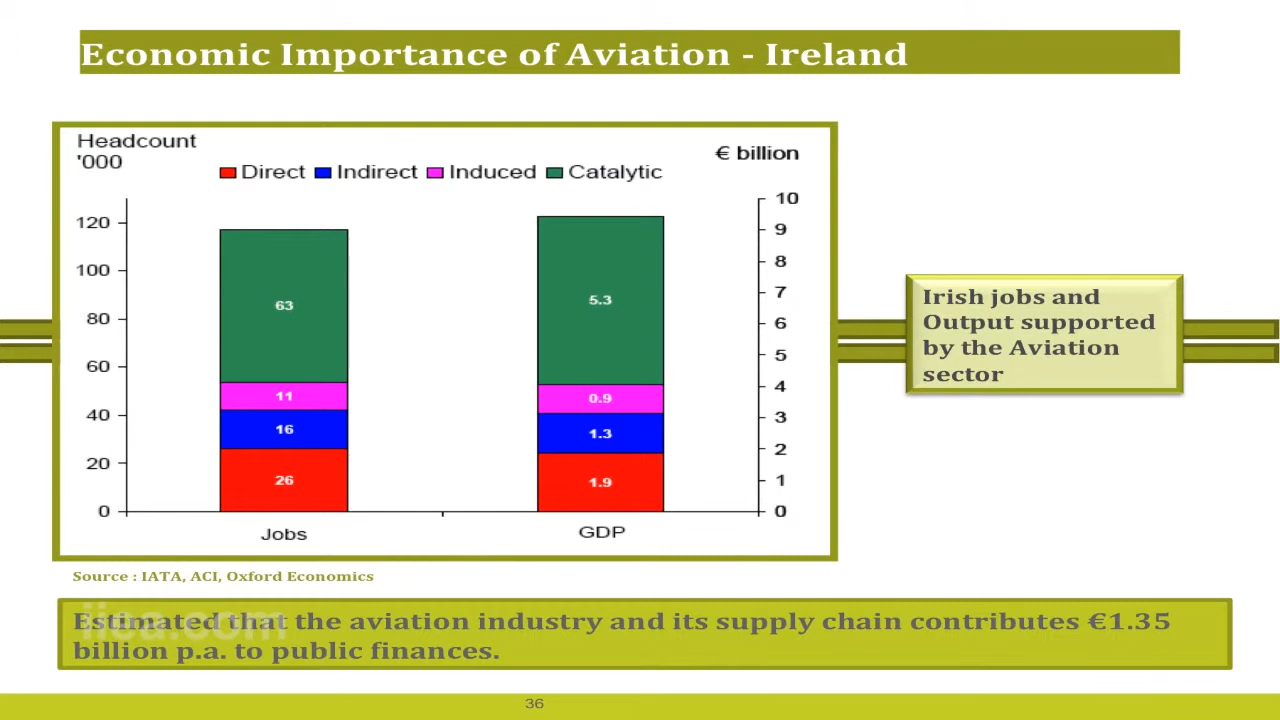 Economic Importance of Aviation - Ireland
Headcount
'000
€ billion
Direct Indirect Induced Catalytic
120
100
80
60
40
20
0
63
11
16
26
5.3
0.9
1.3
1.9
10
9
8
7
6
5
4
3
2
1
0
Jobs
GDP
Irish jobs and
Output supported
by the Aviation
sector
Source : IATA, ACI, Oxford Economics
iiea.com
Estimated that the aviation industry and its supply chain contributes €1.35
billion p.a. to public finances.
36